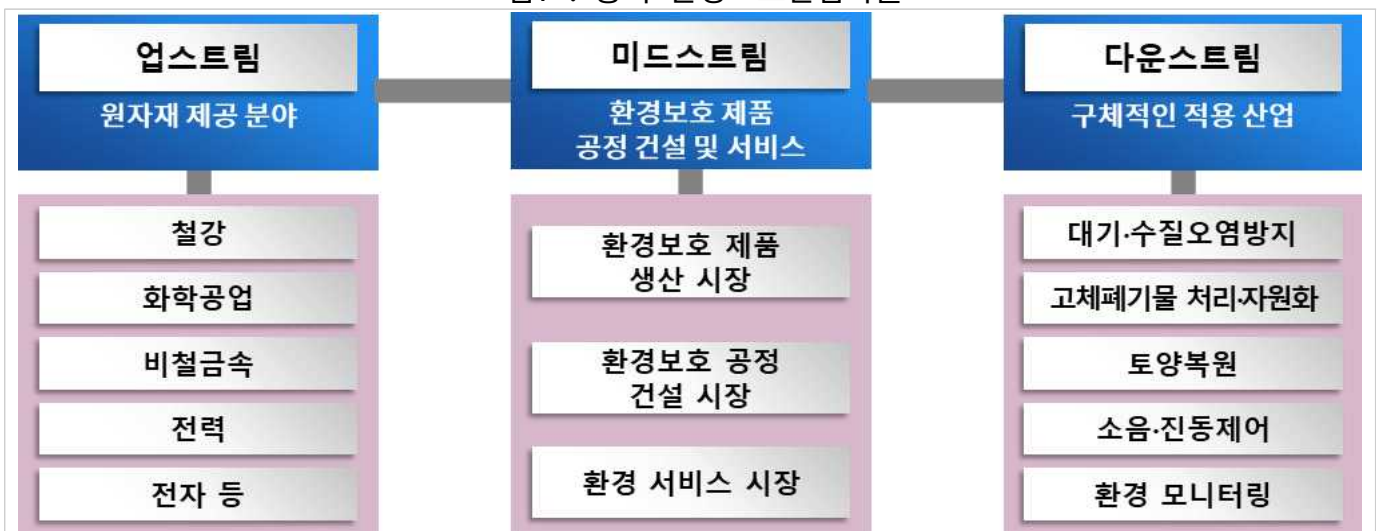 업스트림
원자재 제공 분야
철강
화학공업
비철금속
전력
전자 등
미드스트림
환경보호 제품
공정 건설 및 서비스
환경보호 제품
생산 시장
환경보호 공정
건설 시장
환경 서비스 시장
다운스트림
구체적인 적용 산업
대기·수질오염방지
고체폐기물 처리·자원화
토양복원
소음·진동제어
환경 모니터링